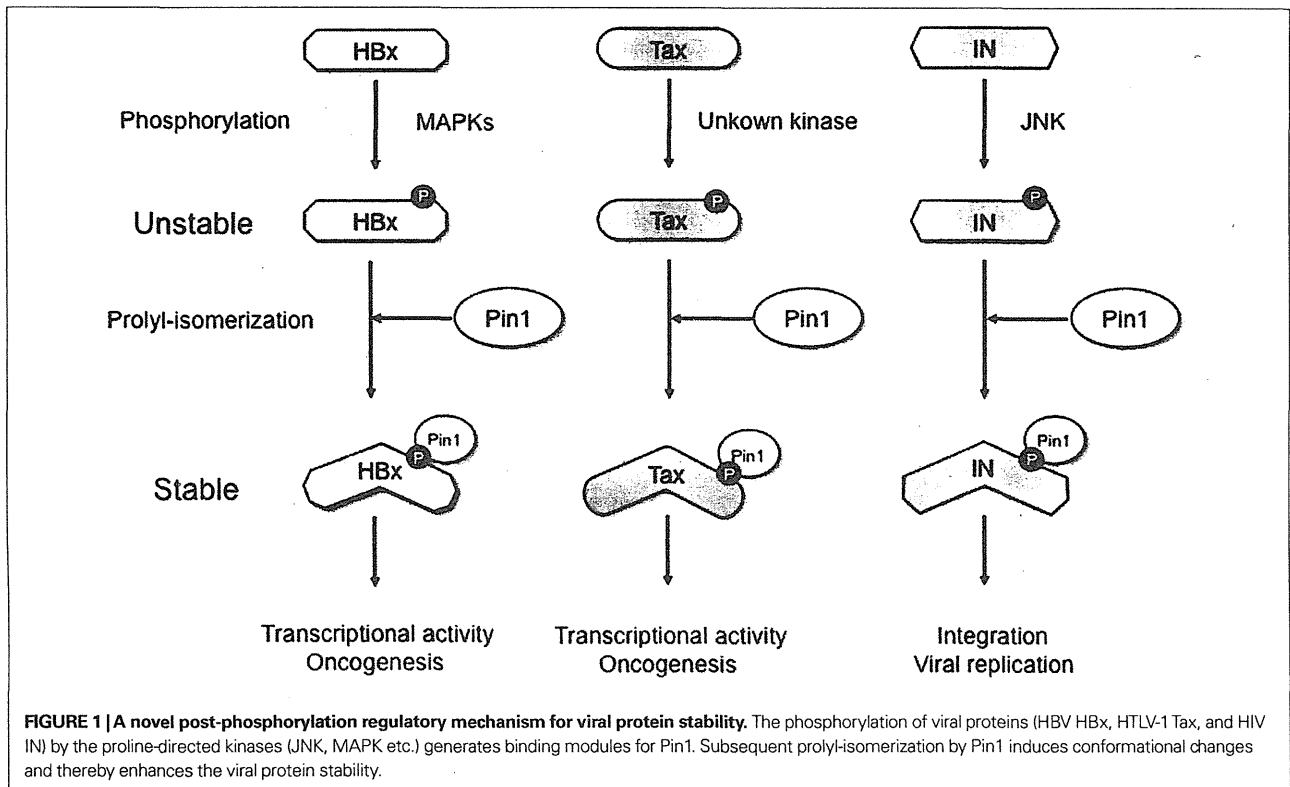 HBx Tax IN
Phosphorylation MAPKs Unkown kinase JNK
P P P
Unstable HBx Tax IN
Prolyl-isomerization Pin1 Pin1 Pin1
Pin1 Pin1 Pin1
P P P
Stable HBx Tax IN
Transcriptional activity Transcriptional activity Integration
Oncogenesis Oncogenesis Viral replication
FIGURE 1 | A novel post-phosphorylation regulatory mechanism for viral protein stability. The phosphorylation of viral proteins (HBV HBx, HTLV-1 Tax, and HIV
IN) by the proline-directed kinases (JNK, MAPK etc.) generates binding modules for Pin1. Subsequent prolyl-isomerization by Pin1 induces conformational changes
and thereby enhances the viral protein stability.